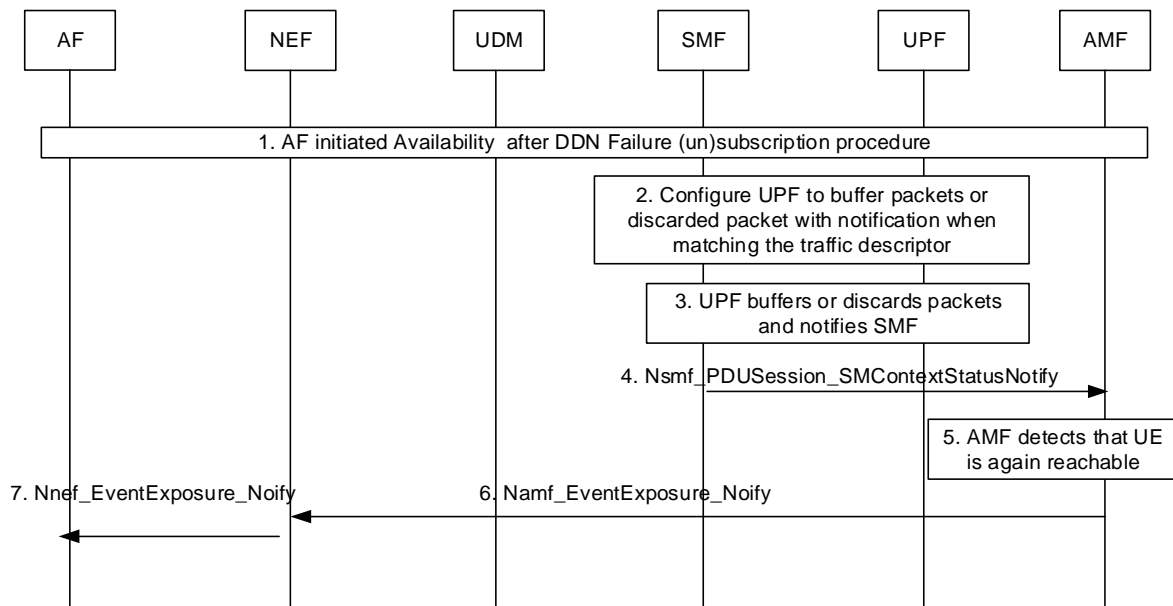 AF
NEF
UDM
SMF
UPF
AMF
1. AF initiated Availability  after DDN Failure (un)subscription procedure
2. Configure UPF to buffer packets or
discarded packet with notification when
matching the traffic descriptor
3. UPF buffers or discards packets
and notifies SMF
4. Nsmf_PDUSession_SMContextStatusNotify
5. AMF detects that UE
is again reachable
7. Nnef_EventExposure_Noify
6. Namf_EventExposure_Noify